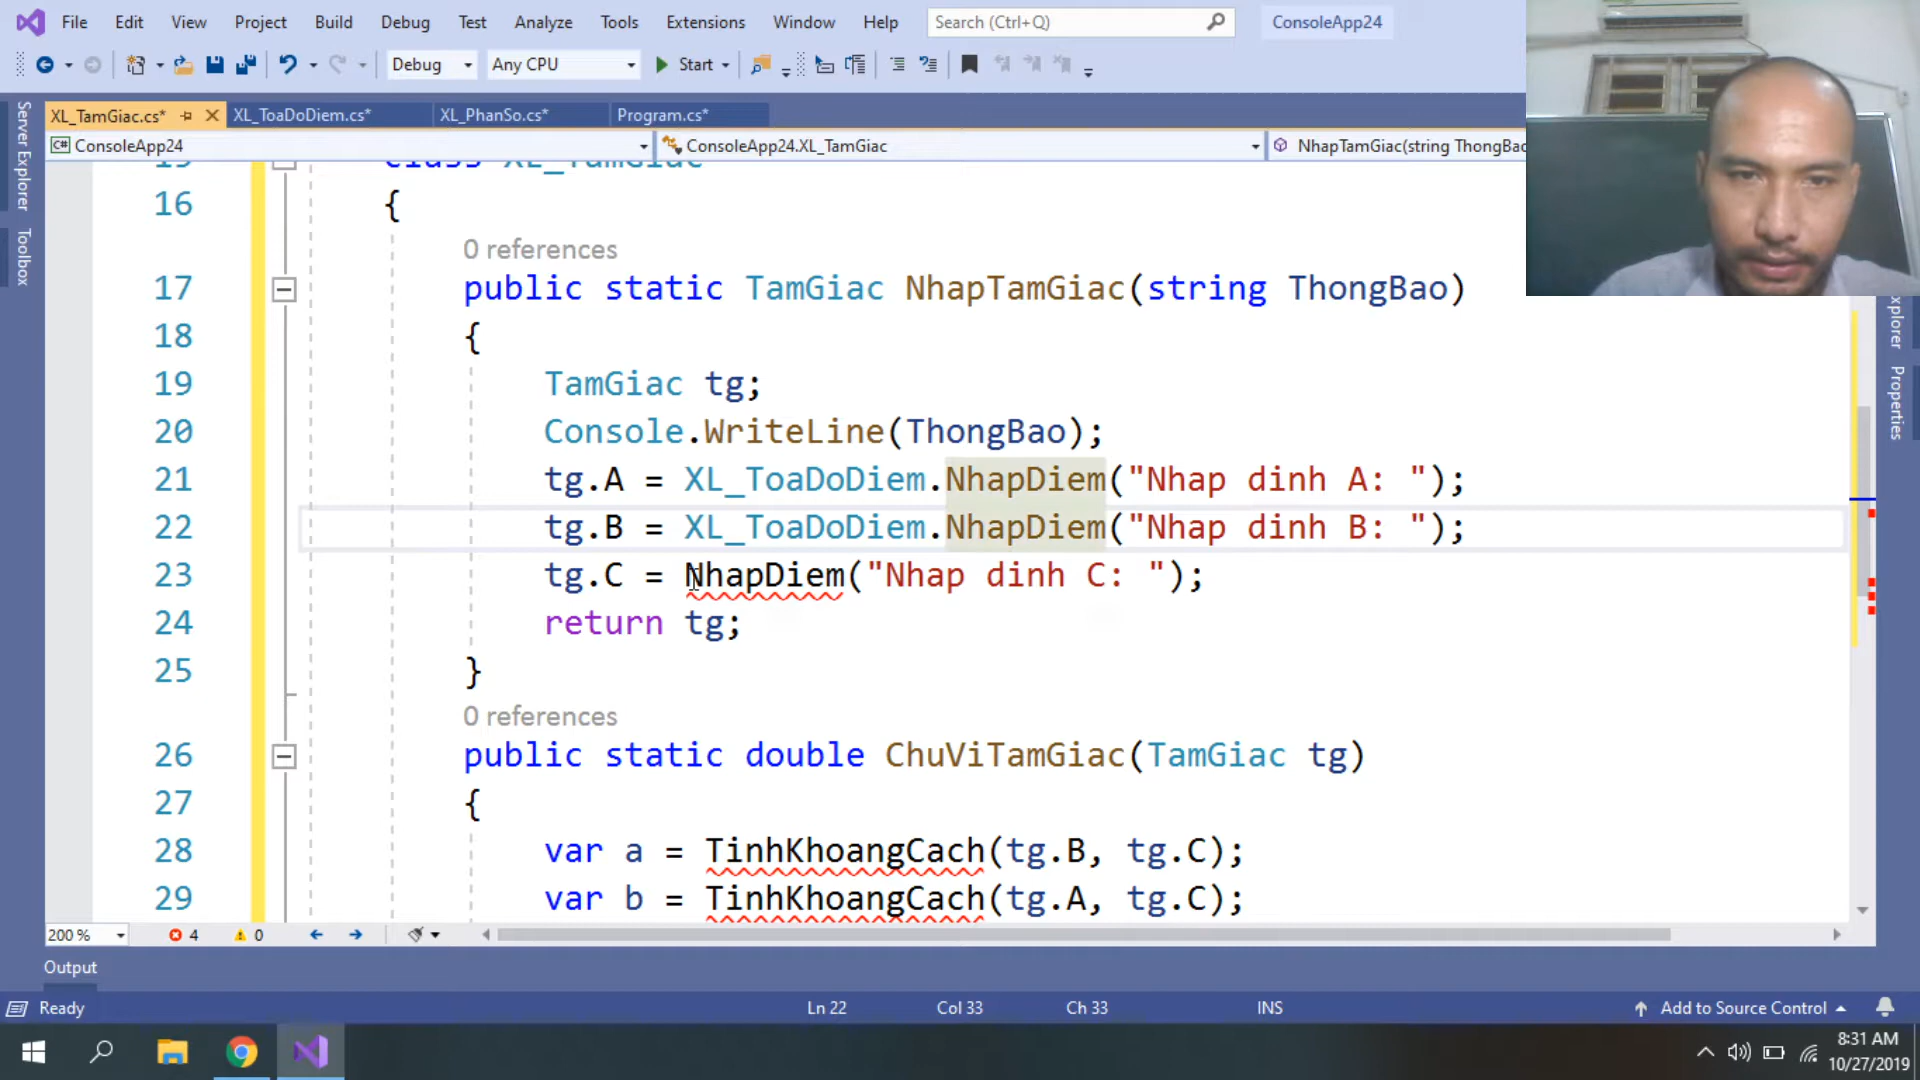 File Edit View Project Build Debug Test Analyze Tools Extensions Window Help Search (Ctrl+Q) ConsoleApp24
Debug Any CPU Start
XL_TamGiac.cs* XL_ToaDoDiem.cs* XL_PhanSo.cs* Program.cs*
C# ConsoleApp24 ConsoleApp24.XL_TamGiac NhapTamGiac(string ThongBao
Server Explorer
Toolbox
xplorer
Properties
15 class XL_TamGiac
16 {
0 references
17 public static TamGiac NhapTamGiac(string ThongBao)
18 {
19 TamGiac tg;
20 Console.WriteLine(ThongBao);
21 tg.A = XL_ToaDoDiem.NhapDiem("Nhap dinh A: ");
22 tg.B = XL_ToaDoDiem.NhapDiem("Nhap dinh B: ");
23 tg.C = NhapDiem("Nhap dinh C: ");
24 return tg;
25 }
0 references
26 public static double ChuViTamGiac(TamGiac tg)
27 {
28 var a = TinhKhoangCach(tg.B, tg.C);
29 var b = TinhKhoangCach(tg.A, tg.C);
200 % 4 0
Output
Ready Ln 22 Col 33 Ch 33 INS Add to Source Control
8:31 AM
10/27/2019